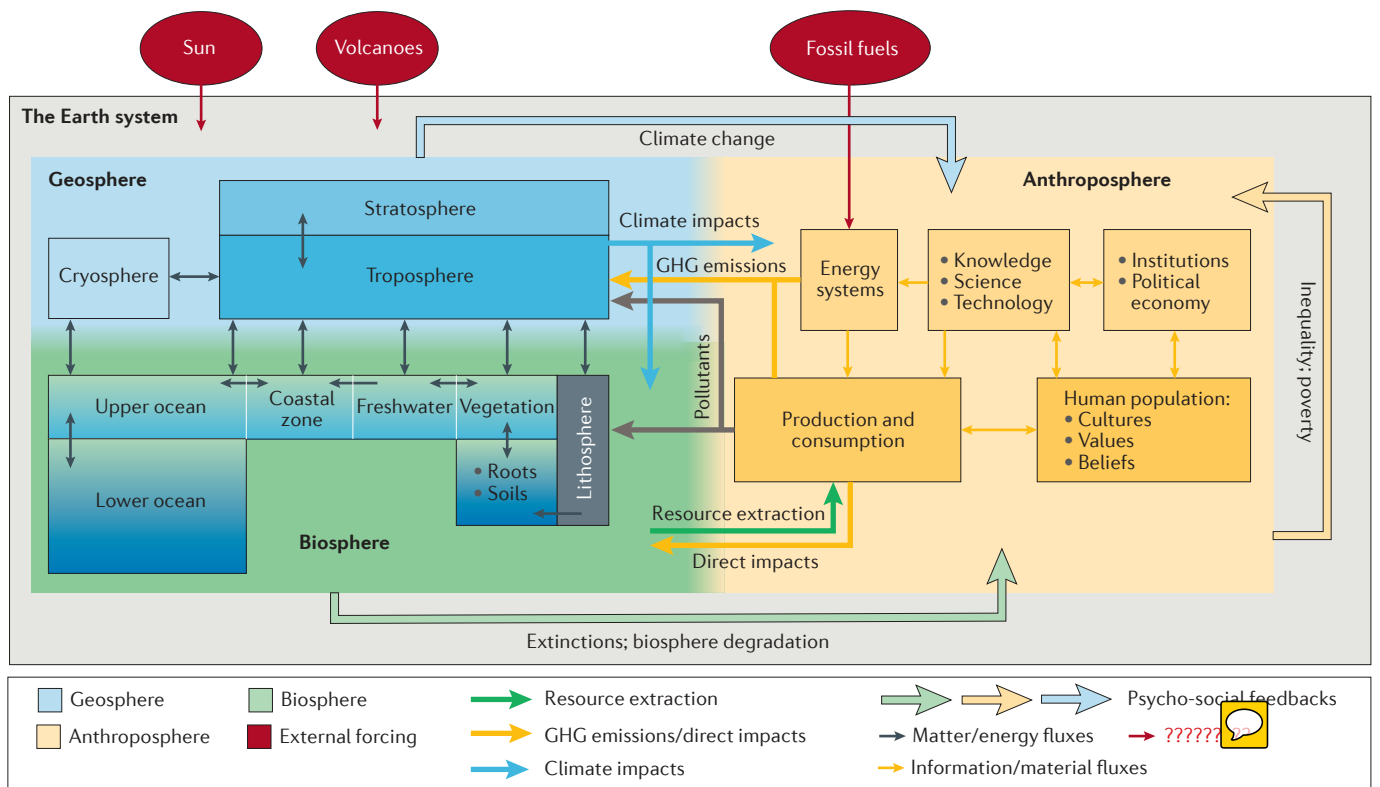 Sun
Volcanoes
Fossil fuels
The Earth system
Climate change
Geosphere
Anthroposphere
Stratosphere
Troposphere
Cryosphere
Climate impacts
GHG emissions
Energy
systems
• Knowledge
• Science
• Technology
• Institutions
• Political
economy
Inequality; poverty
Pollutants
Upper ocean
Coastal
zone
Freshwater
Vegetation
Lithosphere
Lower ocean
• Roots
• Soils
Production and
consumption
Human population:
• Cultures
• Values
• Beliefs
Resource extraction
Direct impacts
Biosphere
Extinctions; biosphere degradation
Geosphere
Biosphere
Resource extraction
Psycho-social feedbacks
Anthroposphere
External forcing
GHG emissions/direct impacts
Matter/energy fluxes
??????
Climate impacts
Information/material fluxes